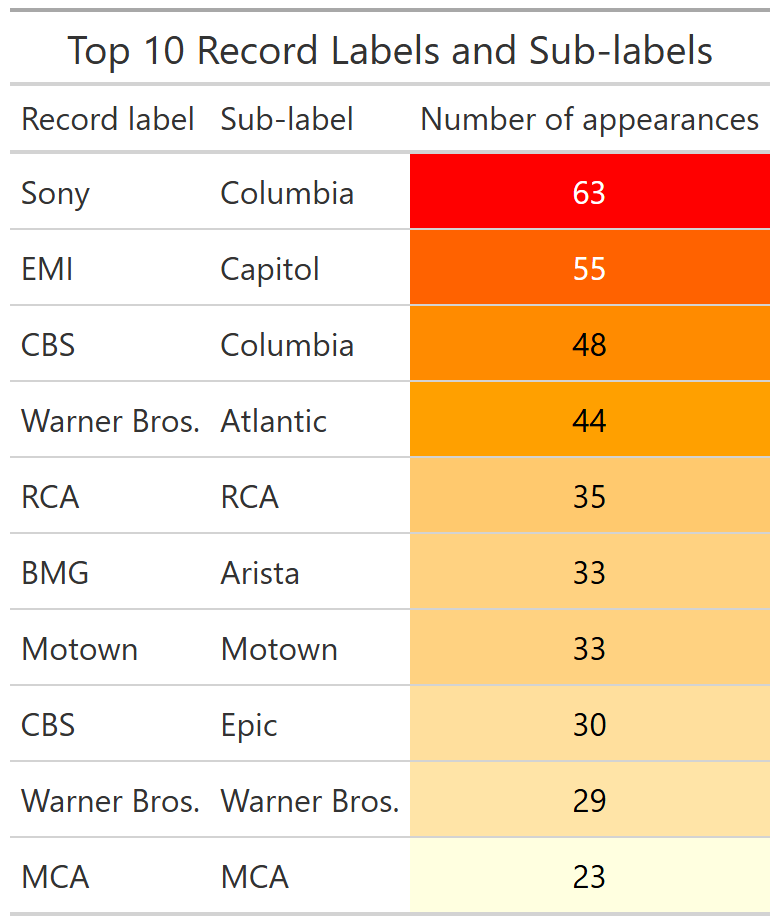 Top 10 Record Labels and Sub-labels
Record label Sub-label Number of appearances
Sony Columbia 63
EMI Capitol 55
CBS Columbia 48
Warner Bros. Atlantic 44
RCA RCA 35
BMG Arista 33
Motown Motown 33
CBS Epic 30
Warner Bros. Warner Bros. 29
MCA MCA 23